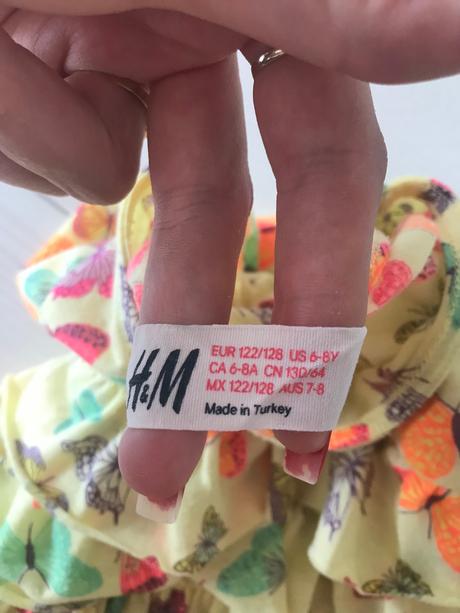 H&M
EUR 122/128 US 6-8Y
CA 6-8A CN 130/64
MX 122/128 AUS 7-8
Made in Turkey